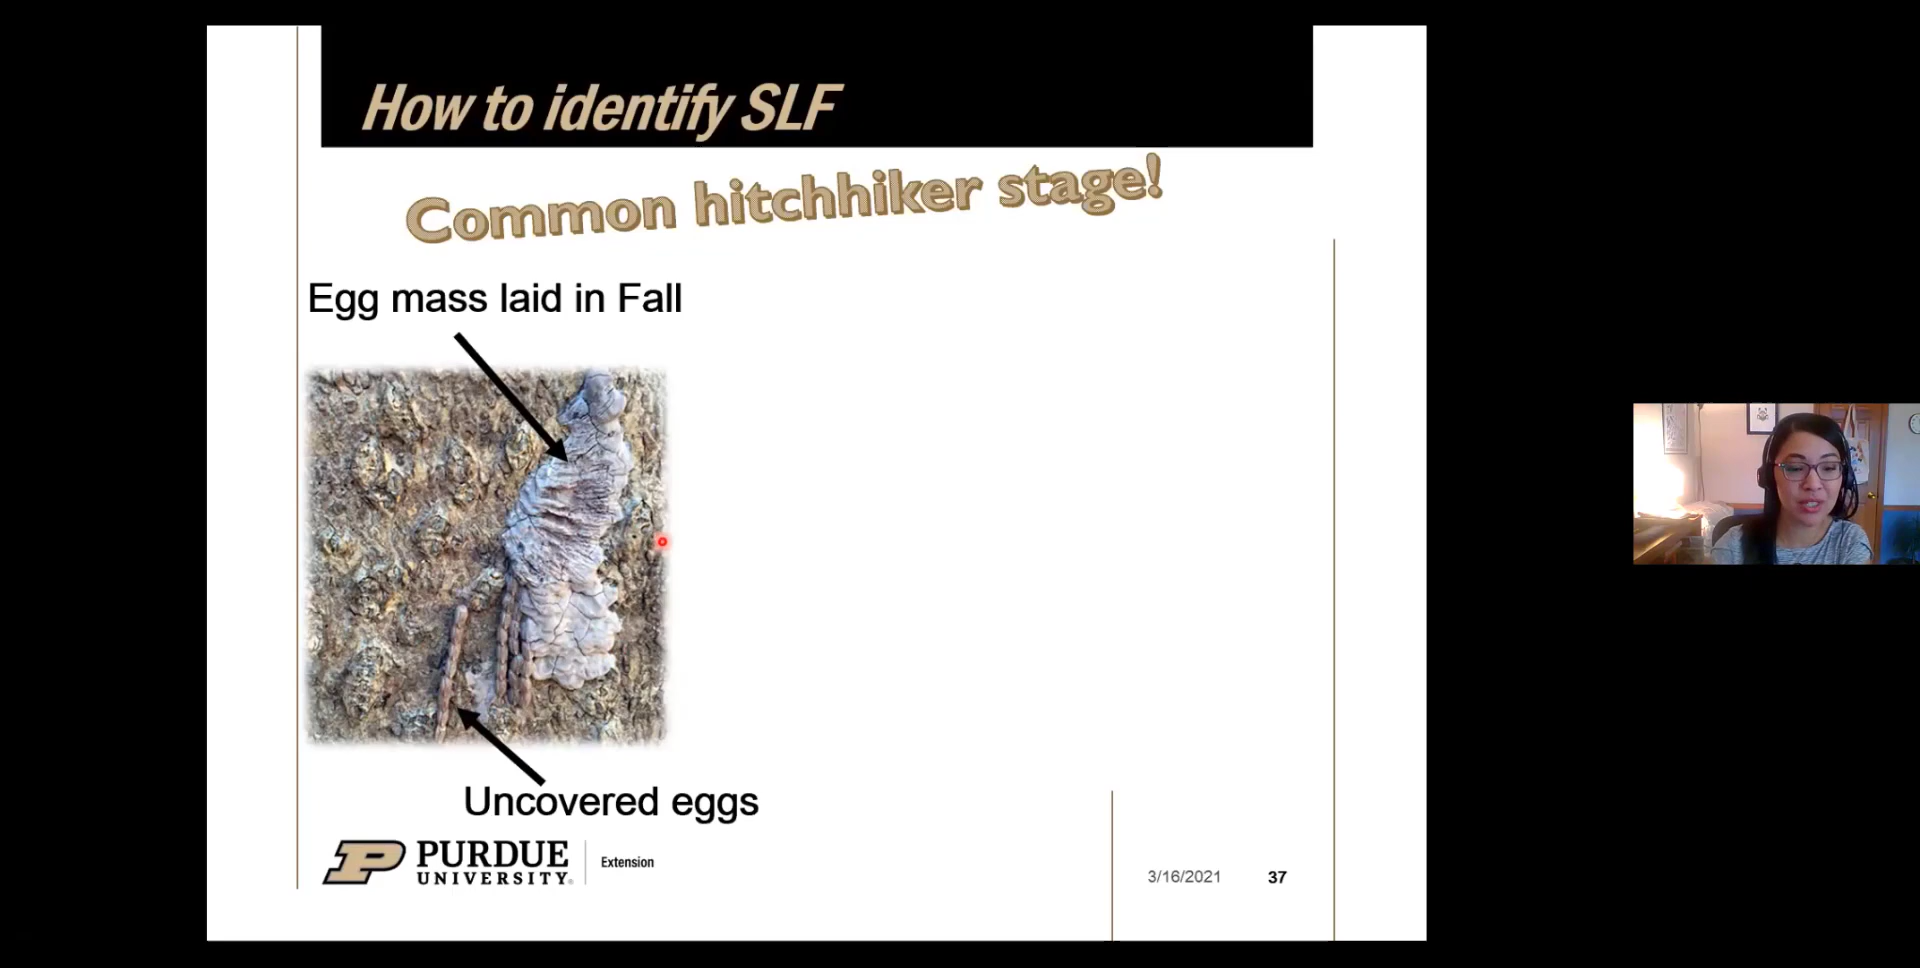 How to identify SLF
Common hitchhiker stage!
Egg mass laid in Fall
Uncovered eggs
PURDUE
UNIVERSITY
Extension
3/16/2021
37